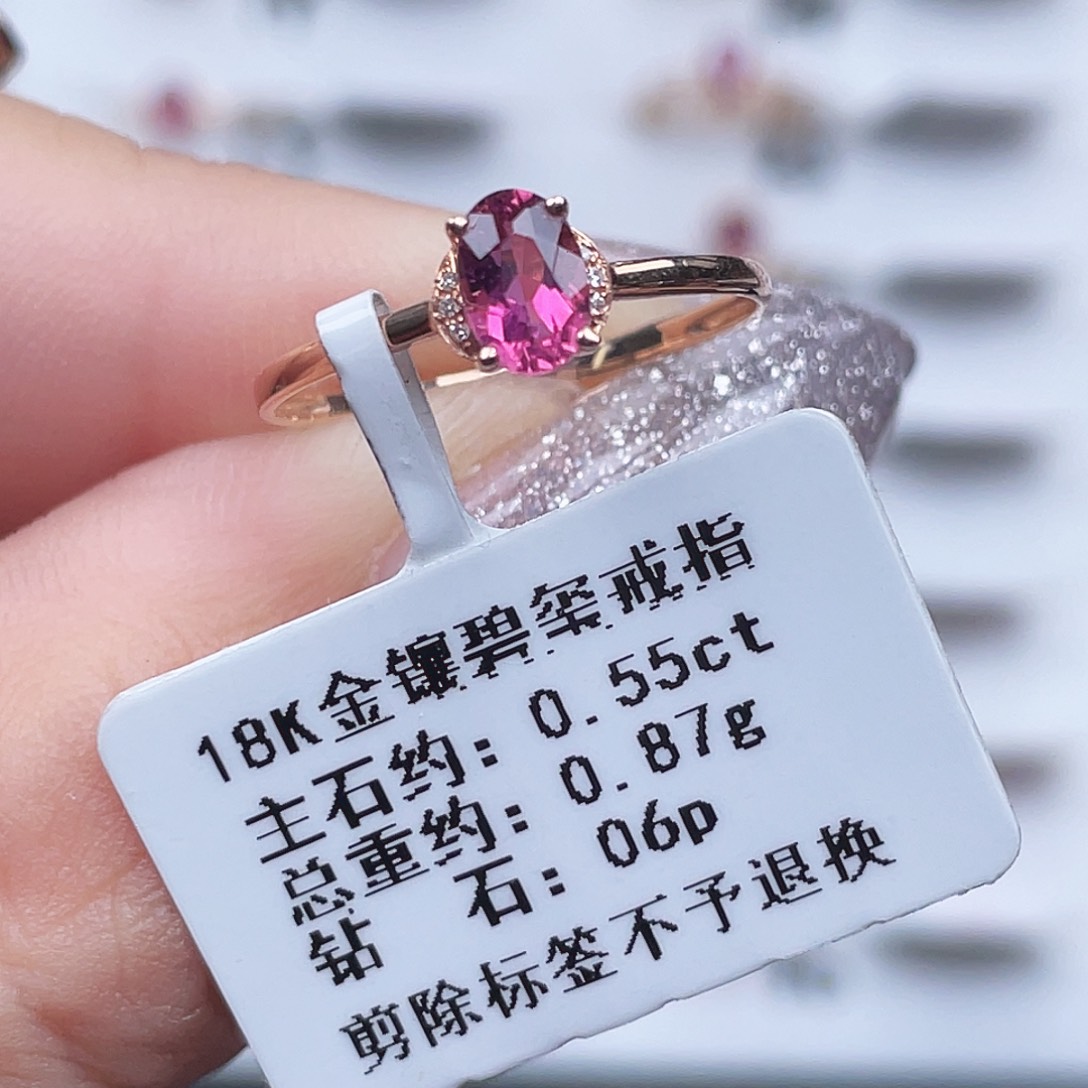 18K金镶碧玺戒指
主石约：0.55ct
总重约：0.87g
钻 石：06p
剪除标签不予退换